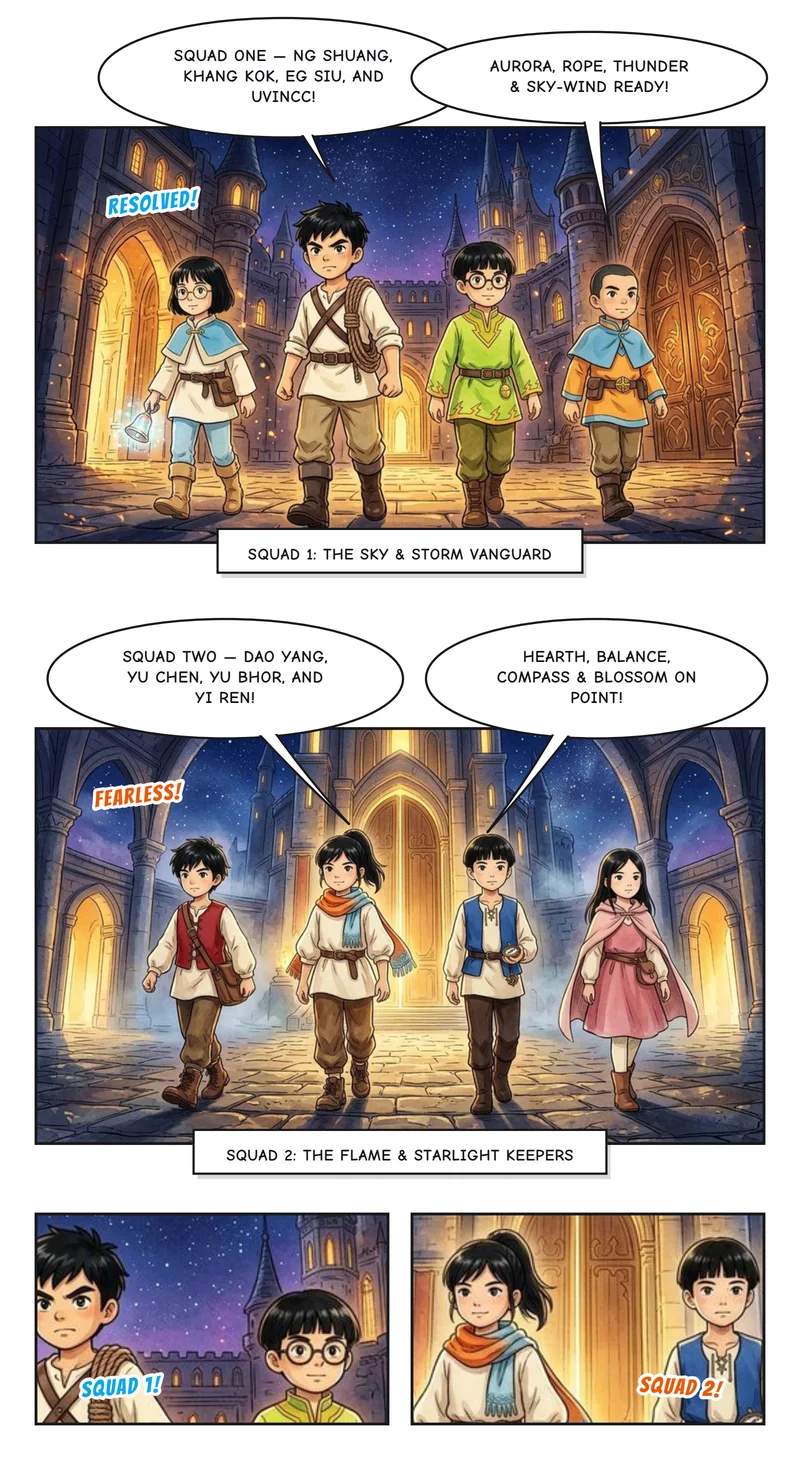 SQUAD ONE — NG SHUANG,
KHANG KOK, EG SIU, AND
UVINCC!
AURORA, ROPE, THUNDER
& SKY-WIND READY!
RESOLVED!
SQUAD 1: THE SKY & STORM VANGUARD
SQUAD TWO — DAO YANG,
YU CHEN, YU BHOR, AND
YI REN!
HEARTH, BALANCE,
COMPASS & BLOSSOM ON
POINT!
FEARLESS!
SQUAD 2: THE FLAME & STARLIGHT KEEPERS
SQUAD 1!
SQUAD 2!